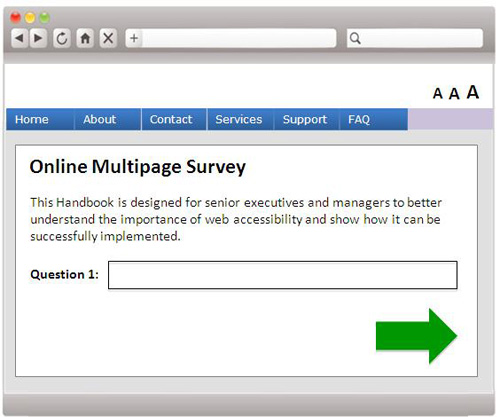 A A A
Home About Contact Services Support FAQ
Online Multipage Survey
This Handbook is designed for senior executives and managers to better
understand the importance of web accessibility and show how it can be
successfully implemented.
Question 1: